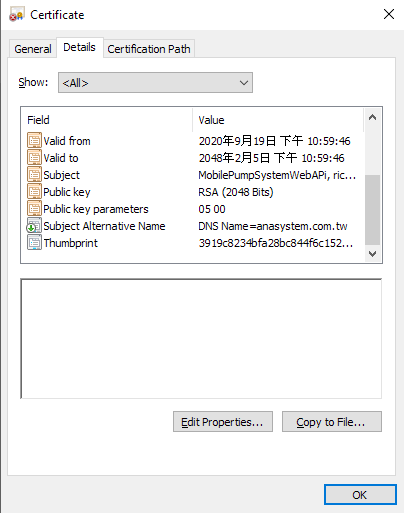 Certificate
General Details Certification Path
Show: <All>
Field Value
Valid from 2020年9月19日 下午 10:59:46
Valid to 2048年2月5日 下午 10:59:46
Subject MobilePumpSystemWebAPi, ric...
Public key RSA (2048 Bits)
Public key parameters 05 00
Subject Alternative Name DNS Name=anasystem.com.tw
Thumbprint 3919c8234bfa28bc844f6c152...
Edit Properties... Copy to File...
OK